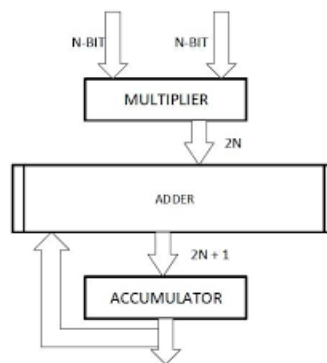 N-BIT N-BIT
MULTIPLIER
2N
ADDER
2N + 1
ACCUMULATOR